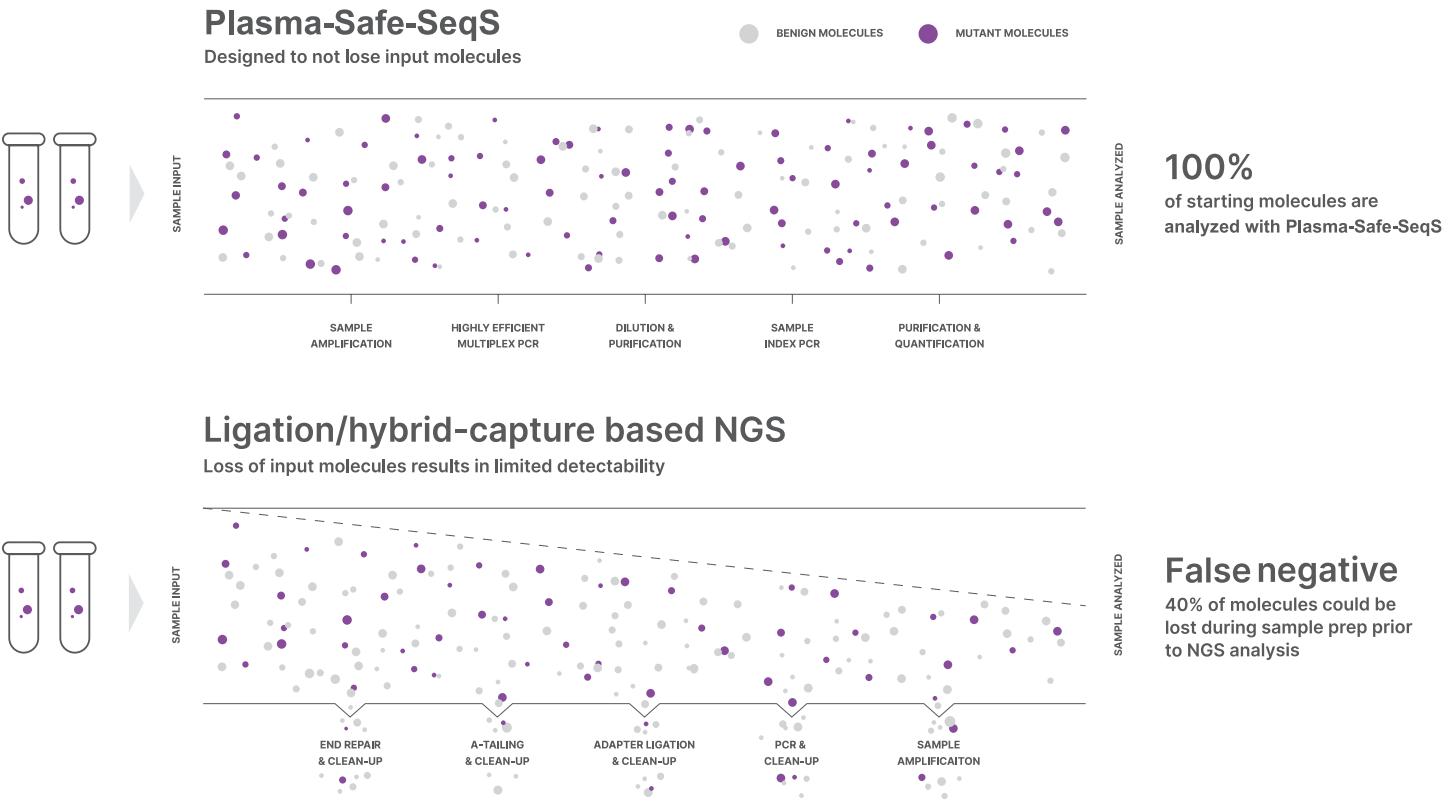 Plasma-Safe-SeqS
Designed to not lose input molecules
BENIGN MOLECULES
MUTANT MOLECULES
SAMPLE INPUT
SAMPLE ANALYZED
100%
of starting molecules are
analyzed with Plasma-Safe-SeqS
SAMPLE
AMPLIFICATION
HIGHLY EFFICIENT
MULTIPLEX PCR
DILUTION &
PURIFICATION
SAMPLE
INDEX PCR
PURIFICATION &
QUANTIFICATION
Ligation/hybrid-capture based NGS
Loss of input molecules results in limited detectability
SAMPLE INPUT
SAMPLE ANALYZED
False negative
40% of molecules could be
lost during sample prep prior
to NGS analysis
END REPAIR
& CLEAN-UP
A-TAILING
& CLEAN-UP
ADAPTER LIGATION
& CLEAN-UP
PCR &
CLEAN-UP
SAMPLE
AMPLIFICAITON